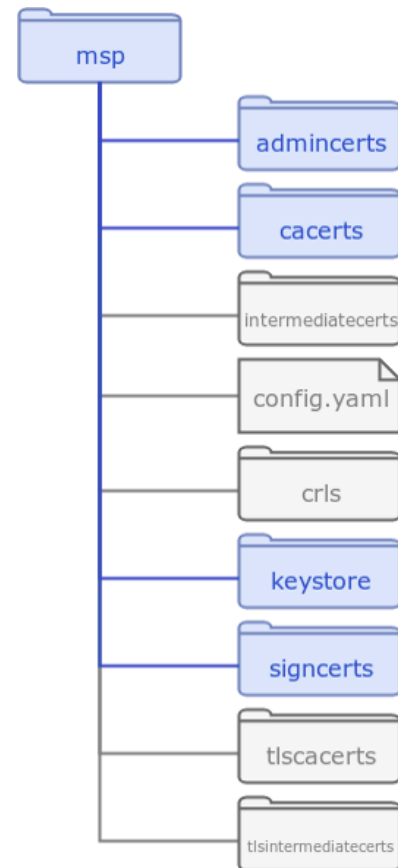 msp
admincerts
cacerts
intermediatecerts
config.yaml
crls
keystore
signcerts
tlscacerts
tlsintermediatecerts